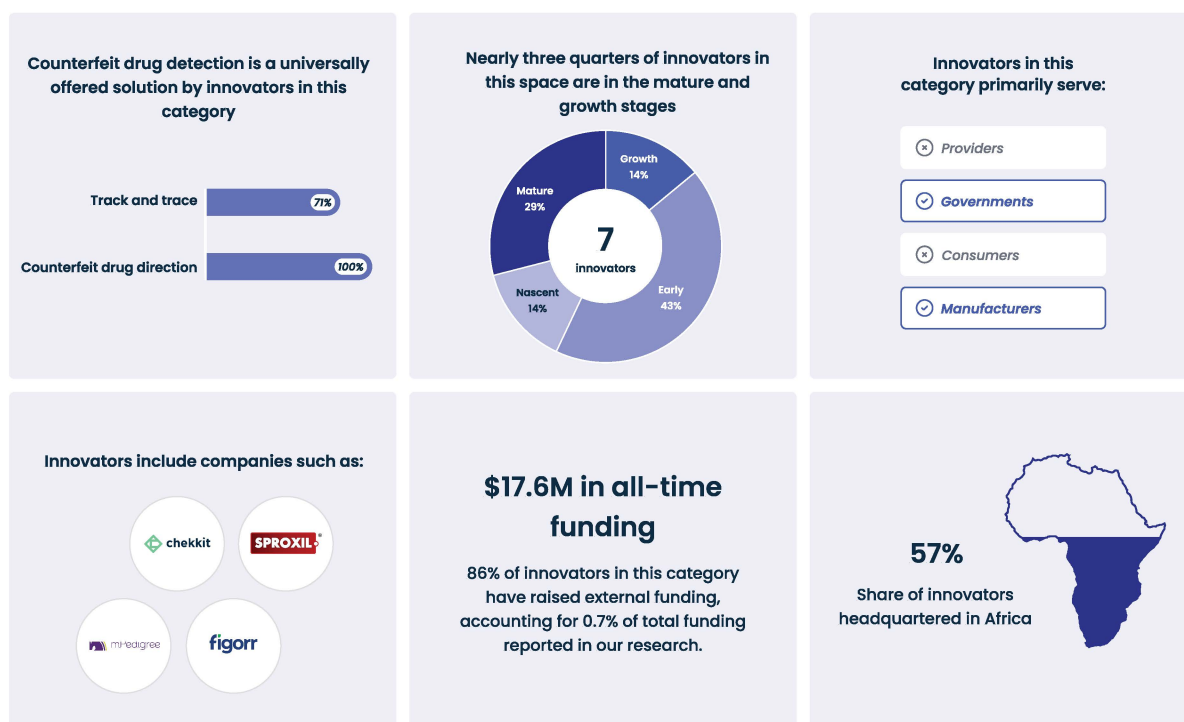 Counterfeit drug detection is a universally
offered solution by innovators in this
category
Track and trace
71%
Counterfeit drug direction
100%
Nearly three quarters of innovators in
this space are in the mature and
growth stages
Growth
14%
Mature
29%
7
innovators
Nascent
14%
Early
43%
Innovators in this
category primarily serve:
Providers
Governments
Consumers
Manufacturers
Innovators include companies such as:
chekkit
SPROXIL
mPedigree
figorr
$17.6M in all-time
funding
86% of innovators in this category
have raised external funding,
accounting for 0.7% of total funding
reported in our research.
57%
Share of innovators
headquartered in Africa